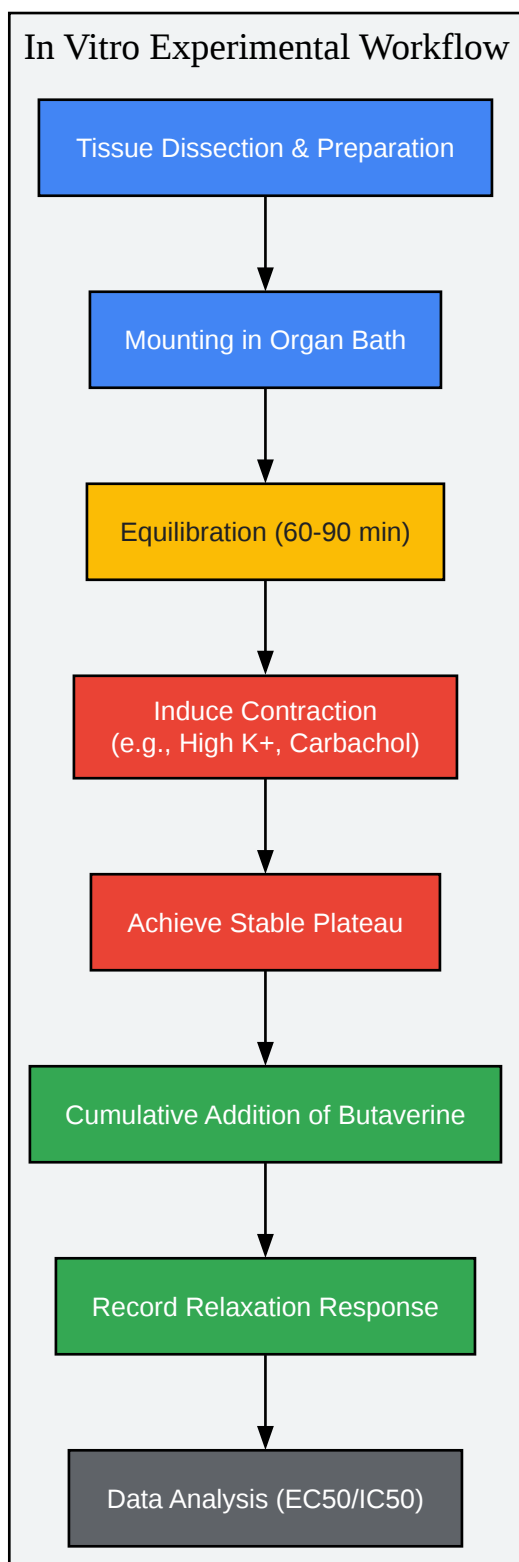 In Vitro Experimental Workflow
Tissue Dissection & Preparation
Mounting in Organ Bath
Equilibration (60-90 min)
Induce Contraction
(e.g., High K+, Carbachol)
Achieve Stable Plateau
Cumulative Addition of Butaverine
Record Relaxation Response
Data Analysis (EC50/IC50)